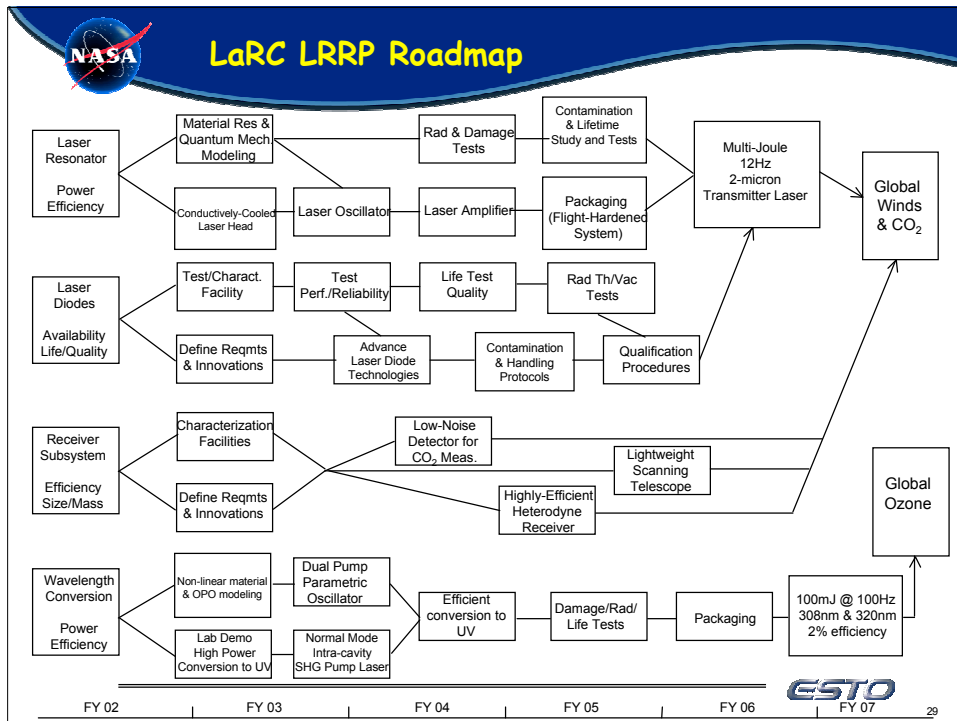 NASA
LaRC LRRP Roadmap
Laser
Resonator
Power
Efficiency
Material Res &
Quantum Mech.
Modeling
Rad & Damage
Tests
Contamination
& Lifetime
Study and Tests
Multi-Joule
12Hz
2-micron
Transmitter Laser
Global
Winds
& CO₂
Conductively-Cooled
Laser Head
Laser Oscillator
Laser Amplifier
Packaging
(Flight-Hardened
System)
Laser
Diodes
Availability
Life/Quality
Test/Charact.
Facility
Test
Perf./Reliability
Life Test
Quality
Rad Th/Vac
Tests
Define Reqmts
& Innovations
Advance
Laser Diode
Technologies
Contamination
& Handling
Protocols
Qualification
Procedures
Receiver
Subsystem
Efficiency
Size/Mass
Characterization
Facilities
Low-Noise
Detector for
CO₂ Meas.
Lightweight
Scanning
Telescope
Define Reqmts
& Innovations
Highly-Efficient
Heterodyne
Receiver
Global
Ozone
Wavelength
Conversion
Power
Efficiency
Non-linear material
& OPO modeling
Dual Pump
Parametric
Oscillator
Lab Demo
High Power
Conversion to UV
Normal Mode
Intra-cavity
SHG Pump Laser
Efficient
conversion to
UV
Damage/Rad/
Life Tests
Packaging
100mJ @ 100Hz
308nm & 320nm
2% efficiency
ESTO
FY 02 FY 03 FY 04 FY 05 FY 06 FY 07
29